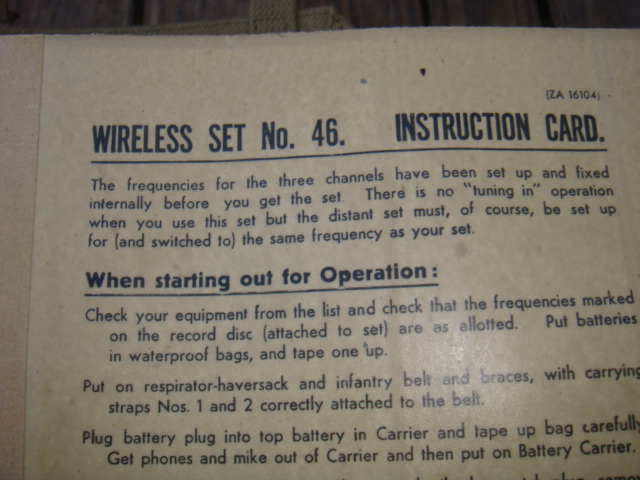 (ZA 16104)
WIRELESS SET No. 46. INSTRUCTION CARD.
The frequencies for the three channels have been set up and fixed
internally before you get the set. There is no "tuning in" operation
when you use this set but the distant set must, of course, be set up
for (and switched to) the same frequency as your set.
When starting out for Operation:
Check your equipment from the list and check that the frequencies marked
on the record disc (attached to set) are as allotted. Put batteries
in waterproof bags, and tape one up.
Put on respirator-haversack and infantry belt and braces, with carrying
straps Nos. 1 and 2 correctly attached to the belt.
Plug battery plug into top battery in Carrier and tape up bag carefully
Get phones and mike out of Carrier and then put on Battery Carrier.